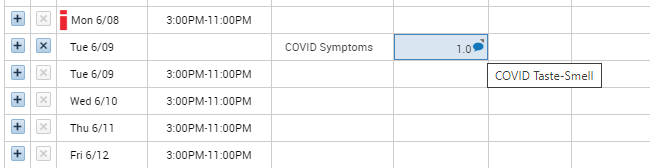 Mon 6/08 3:00PM-11:00PM
Tue 6/09 COVID Symptoms 1.0
Tue 6/09 3:00PM-11:00PM
COVID Taste-Smell
Wed 6/10 3:00PM-11:00PM
Thu 6/11 3:00PM-11:00PM
Fri 6/12 3:00PM-11:00PM